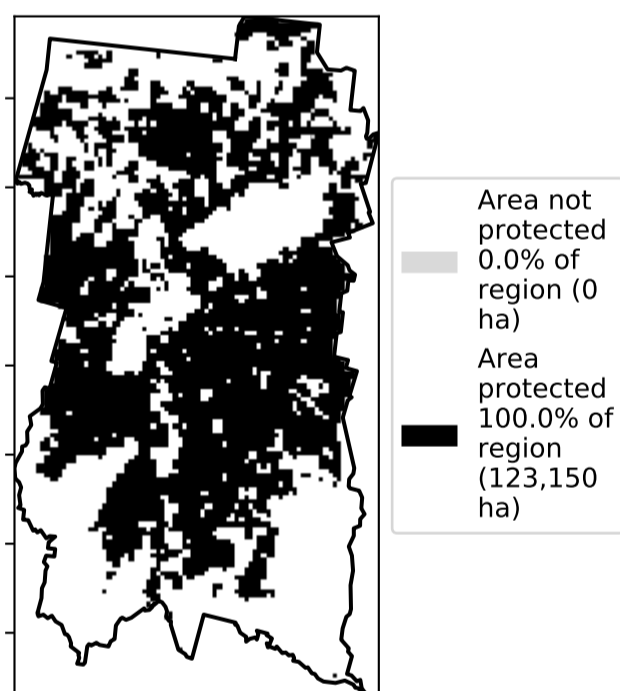 Area not
protected
0.0% of
region (0
ha)
Area
protected
100.0% of
region
(123,150
ha)